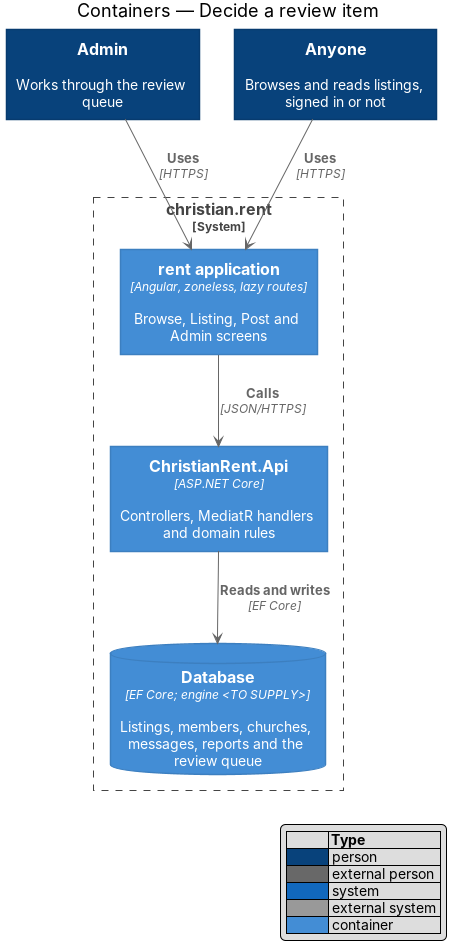 Containers — Decide a review item
Admin
Works through the review
queue
Anyone
Browses and reads listings,
signed in or not
Uses
[HTTPS]
Uses
[HTTPS]
christian.rent
[System]
rent application
[Angular, zoneless, lazy routes]
Browse, Listing, Post and
Admin screens
Calls
[JSON/HTTPS]
ChristianRent.Api
[ASP.NET Core]
Controllers, MediatR handlers
and domain rules
Reads and writes
[EF Core]
Database
[EF Core; engine <TO SUPPLY>]
Listings, members, churches,
messages, reports and the
review queue
Type
person
external person
system
external system
container